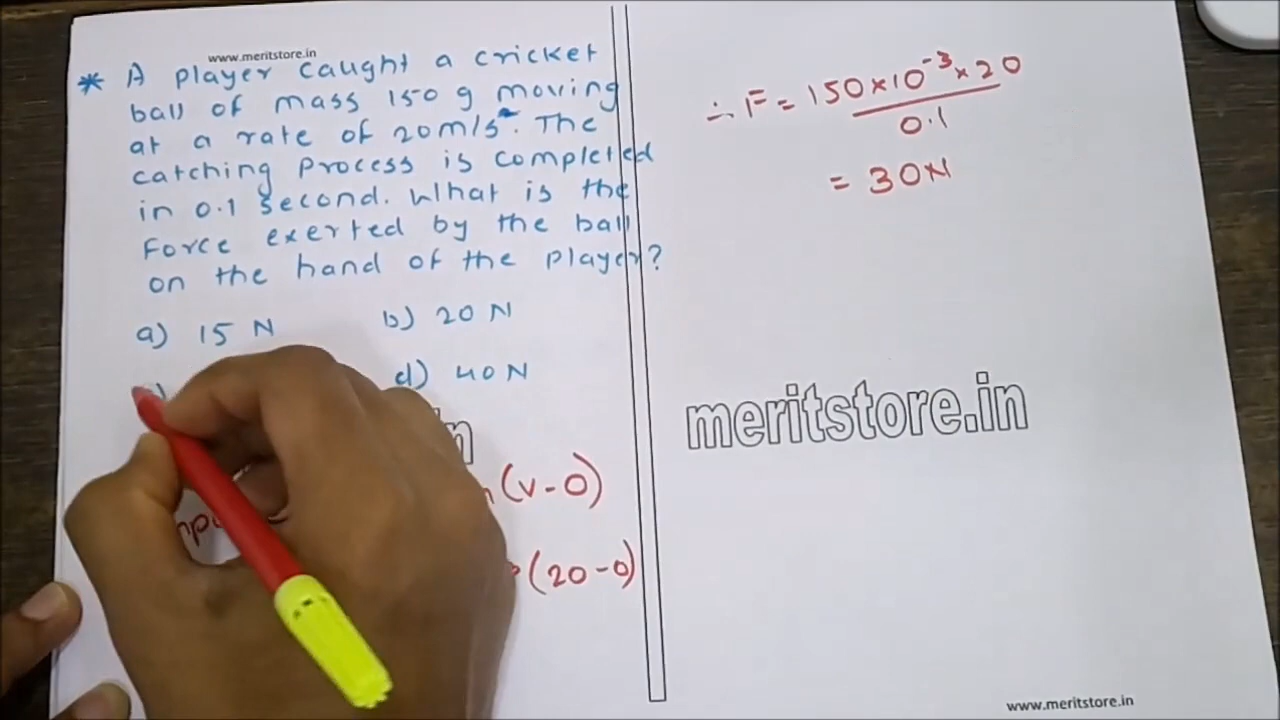 www.meritstore.in
* A player caught a cricket
ball of mass 150 g moving
at a rate of 20m/s. The
catching process is completed
in 0.1 second. What is the
force exerted by the ball
on the hand of the player?
a) 15 N b) 20 N
d) 40 N
(v-0)
(20-0)
∴ F = 150×10⁻³×20
0.1
= 30N
meritstore.in
www.meritstore.in